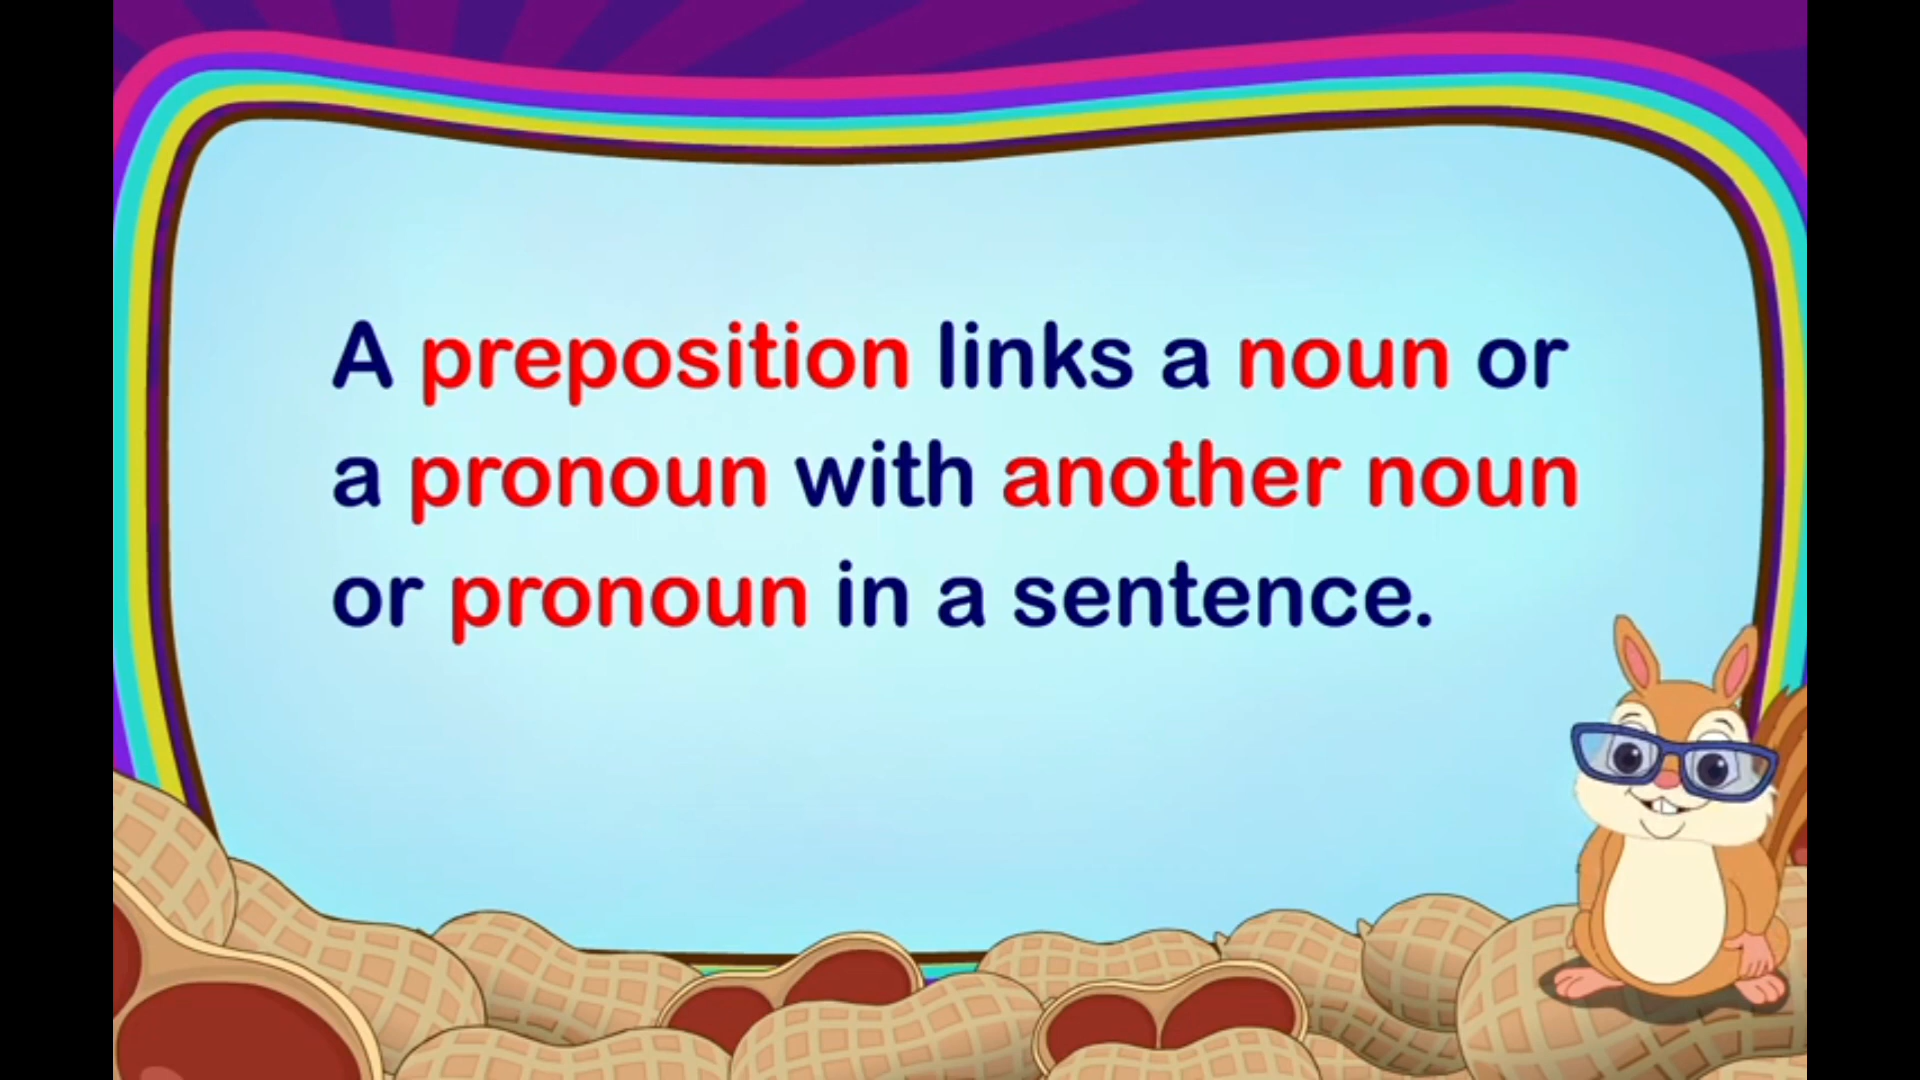 A preposition links a noun or
a pronoun with another noun
or pronoun in a sentence.